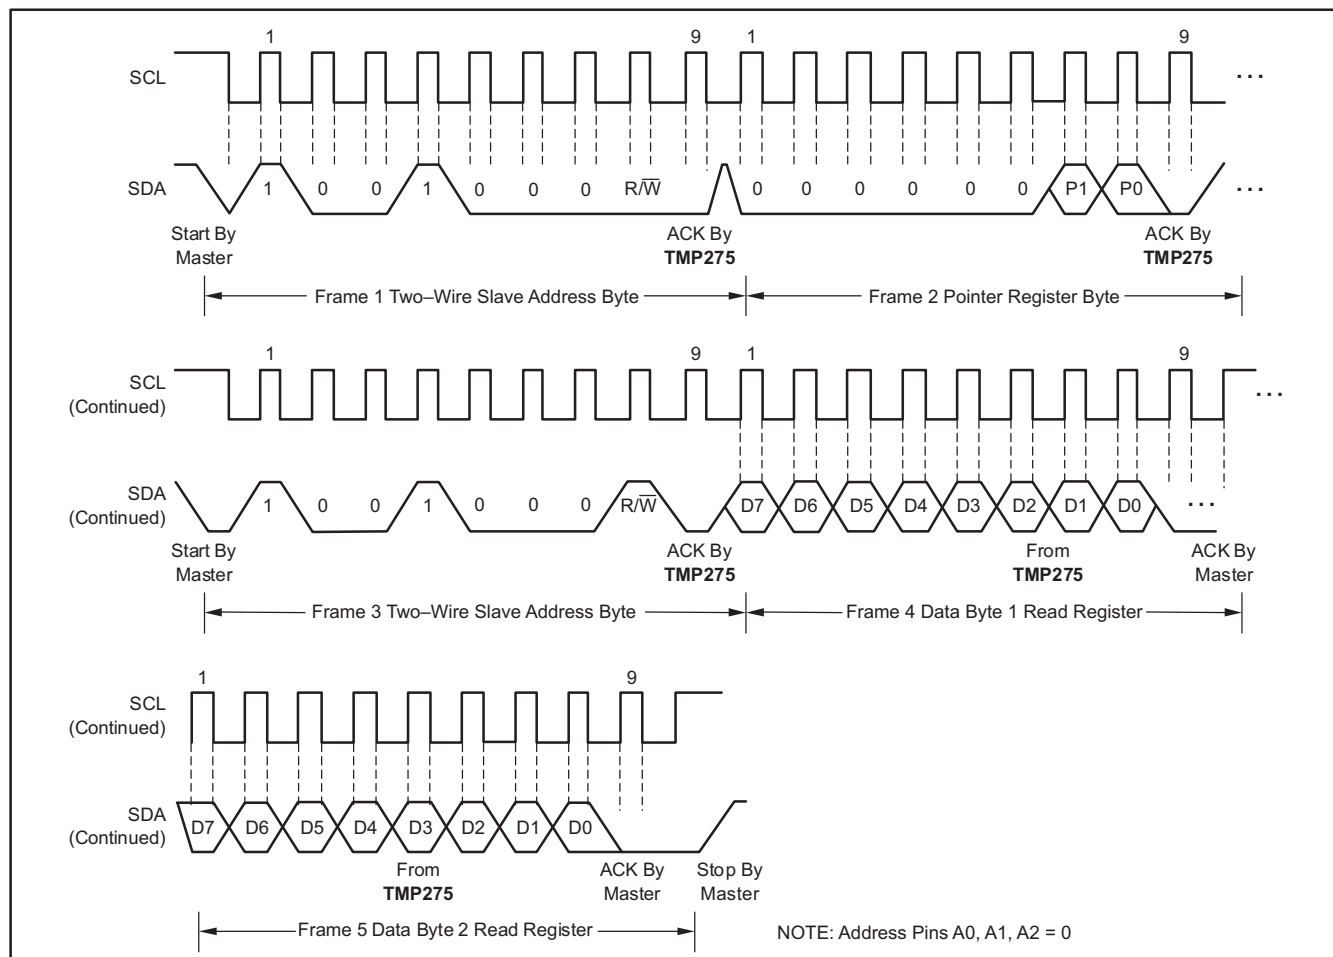 1 9 1 9
SCL ...
SDA 1 0 0 1 0 0 0 R/W̅ 0 0 0 0 0 0 P1 P0 ...
Start By Master
ACK By TMP275
ACK By TMP275
Frame 1 Two–Wire Slave Address Byte
Frame 2 Pointer Register Byte
1 9 1 9
SCL (Continued) ...
SDA (Continued) 1 0 0 1 0 0 0 R/W̅ D7 D6 D5 D4 D3 D2 D1 D0 ...
Start By Master
ACK By TMP275
From TMP275
ACK By Master
Frame 3 Two–Wire Slave Address Byte
Frame 4 Data Byte 1 Read Register
1 9
SCL (Continued)
SDA (Continued) D7 D6 D5 D4 D3 D2 D1 D0
From TMP275
ACK By Master
Stop By Master
Frame 5 Data Byte 2 Read Register
NOTE: Address Pins A0, A1, A2 = 0